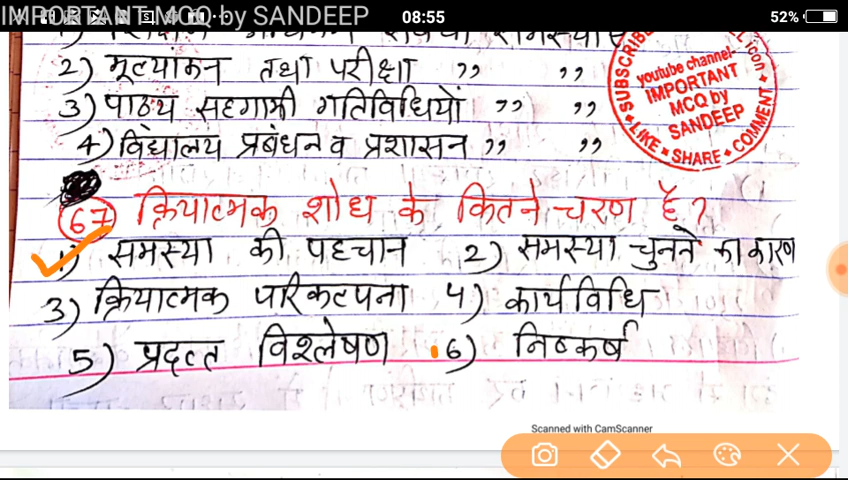 IMPORTANT MCQ by SANDEEP 08:55 52%
2) मूल्यांकन तथा परीक्षा ,, ,,
3) पाठ्य सहगामी गतिविधियों ,, ,,
4) विद्यालय प्रबंधन व प्रशासन ,, ,,
SUBSCRIBE
youtube channel-
IMPORTANT
MCQ by
SANDEEP
LIKE • SHARE • COMMENT
icon
67 क्रियात्मक शोध के कितने चरण है ?
1) समस्या की पहचान 2) समस्या चुनने का कारण
3) क्रियात्मक परिकल्पना 4) कार्यविधि
5) प्रदत्त विश्लेषण 6) निष्कर्ष
Scanned with CamScanner